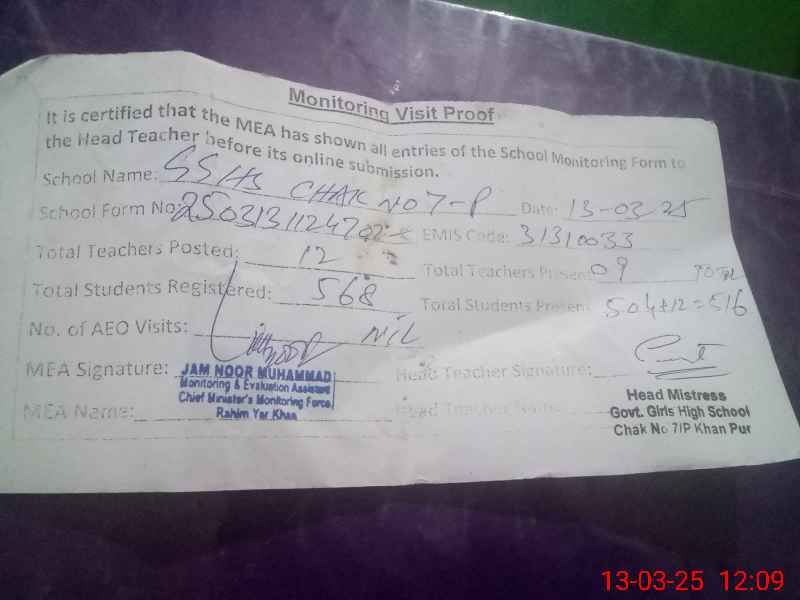 Monitoring Visit Proof
It is certified that the MEA has shown all entries of the School Monitoring Form to
the Head Teacher before its online submission.
School Name: GGHS CHAK NO 7-P Date: 13-03-25
School Form No: EMIS Code: 31310033
Total Teachers Posted: 12 Total Teachers Present 09 TOTAL
Total Students Registered: 568 Total Students Present 504+12=516
No. of AEO Visits: NIL
MEA Signature: Head Teacher Signature:
JAM NOOR MUHAMMAD
Monitoring & Evaluation Assistant
Chief Minister's Monitoring Force
Rahim Yar Khan
MEA Name: Head Teacher Name:
Head Mistress
Govt. Girls High School
Chak No 7/P Khan Pur
13-03-25 12:09